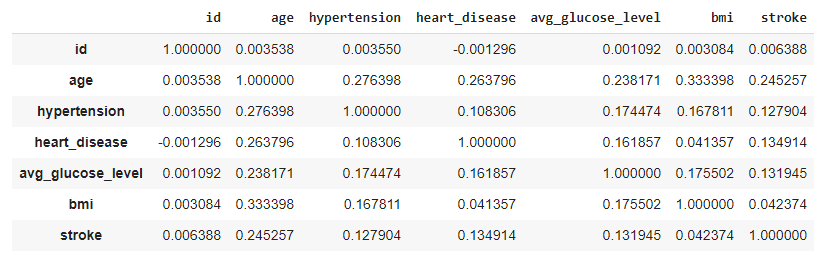 id age hypertension heart_disease avg_glucose_level bmi stroke
id 1.000000 0.003538 0.003550 -0.001296 0.001092 0.003084 0.006388
age 0.003538 1.000000 0.276398 0.263796 0.238171 0.333398 0.245257
hypertension 0.003550 0.276398 1.000000 0.108306 0.174474 0.167811 0.127904
heart_disease -0.001296 0.263796 0.108306 1.000000 0.161857 0.041357 0.134914
avg_glucose_level 0.001092 0.238171 0.174474 0.161857 1.000000 0.175502 0.131945
bmi 0.003084 0.333398 0.167811 0.041357 0.175502 1.000000 0.042374
stroke 0.006388 0.245257 0.127904 0.134914 0.131945 0.042374 1.000000